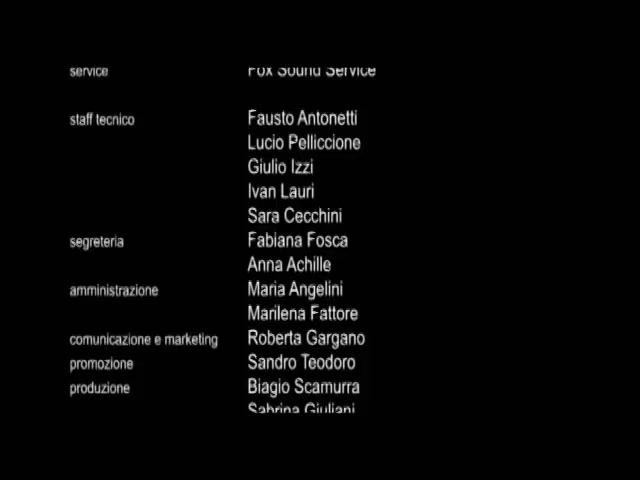 service Fox Sound Service
staff tecnico Fausto Antonetti
Lucio Pelliccione
Giulio Izzi
Ivan Lauri
Sara Cecchini
segreteria Fabiana Fosca
Anna Achille
amministrazione Maria Angelini
Marilena Fattore
comunicazione e marketing Roberta Gargano
promozione Sandro Teodoro
produzione Biagio Scamurra
Sabrina Giuliani